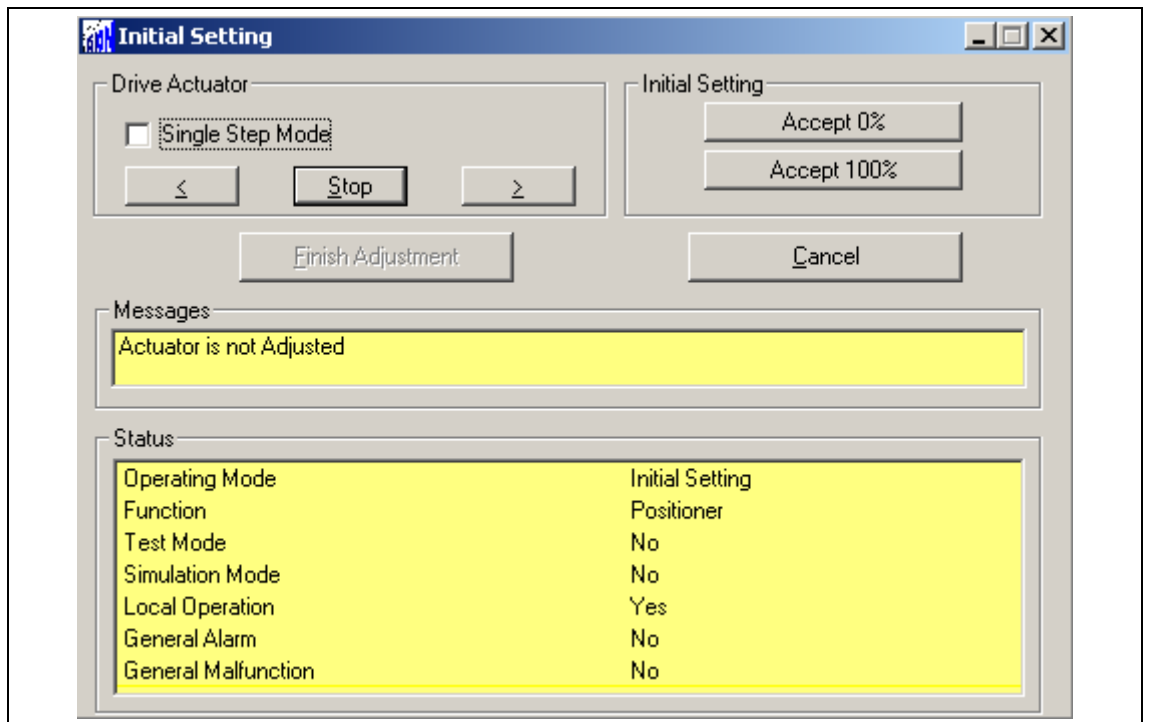 Initial Setting
Drive Actuator
Single Step Mode
<
Stop
>
Initial Setting
Accept 0%
Accept 100%
Finish Adjustment
Cancel
Messages
Actuator is not Adjusted
Status
Operating Mode Initial Setting
Function Positioner
Test Mode No
Simulation Mode No
Local Operation Yes
General Alarm No
General Malfunction No